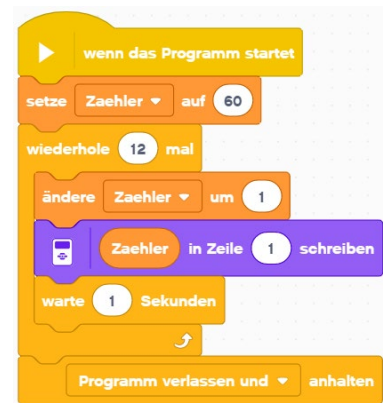 wenn das Programm startet
setze Zaehler auf 60
wiederhole 12 mal
ändere Zaehler um 1
Zaehler in Zeile 1 schreiben
warte 1 Sekunden
Programm verlassen und anhalten